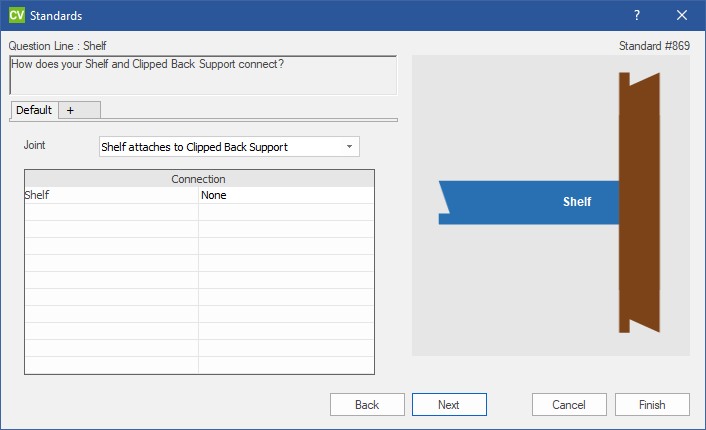 CV Standards
Question Line : Shelf
Standard #869
How does your Shelf and Clipped Back Support connect?
Default +
Joint
Shelf attaches to Clipped Back Support
Connection
Shelf None
Shelf
Back Next Cancel Finish